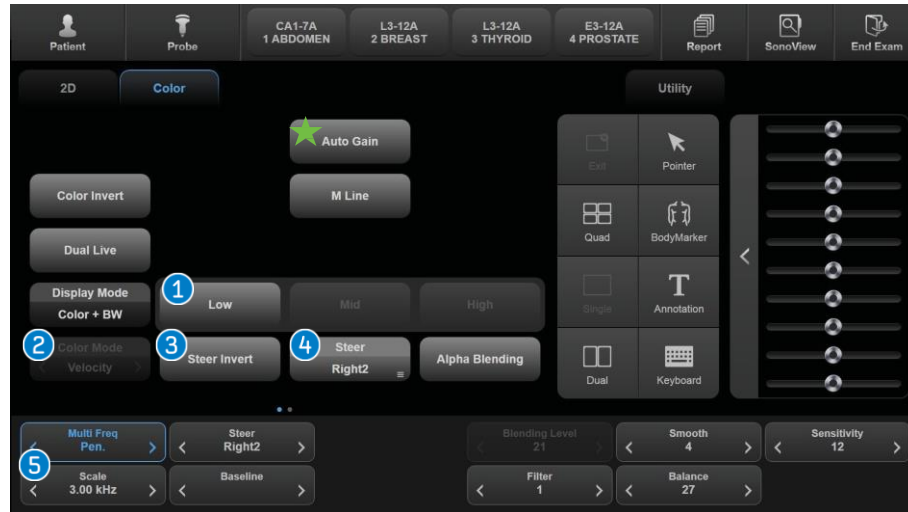 CA1-7A
L3-12A
L3-12A
E3-12A
1 ABDOMEN
2 BREAST
3 THYROID
4 PROSTATE
Patient
Probe
Report
SonoView
End Exam
2D
Color
Utility
Auto Gain
Exit
Pointer
Color Invert
M Line
Quad
BodyMarker
Dual Live
Display Mode
Color + BW
1
Low
Mid
High
Single
T
Annotation
2
Color Mode
Velocity
3
Steer Invert
4
Steer
Right2
Alpha Blending
Dual
Keyboard
Multi Freq
Pen.
Steer
Right2
Blending Level
21
Smooth
4
Sensitivity
12
5
Scale
3.00 kHz
Baseline
Filter
1
Balance
27